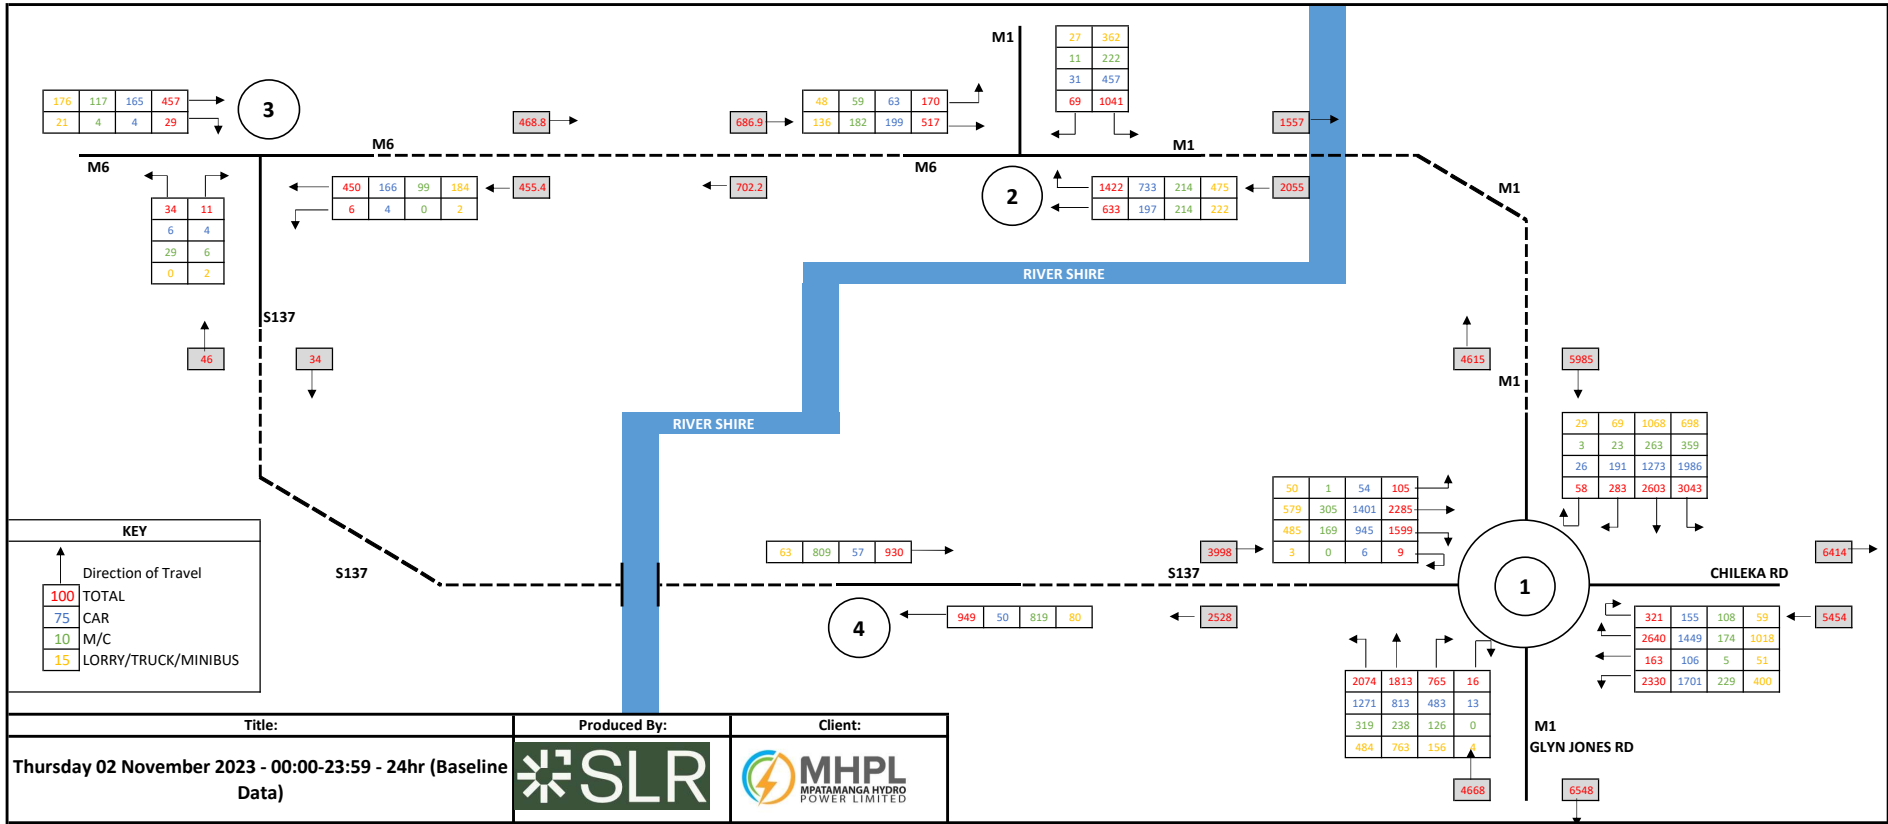 M1
27 362
11 222
31 457
69 1041
176 117 165 457
21 4 4 29
3
468.8
686.9
48 59 63 170
136 182 199 517
1557
M6
M6
M6
M1
34 11
6 4
29 6
0 2
450 166 99 184
6 4 0 2
455.4
702.2
2
1422 733 214 475
633 197 214 222
2055
M1
RIVER SHIRE
S137
46
34
4615
5985
M1
RIVER SHIRE
29 69 1068 698
3 23 263 359
26 191 1273 1986
58 283 2603 3043
50 1 54 105
579 305 1401 2285
485 169 945 1599
3 0 6 9
KEY
Direction of Travel
100 TOTAL
75 CAR
10 M/C
15 LORRY/TRUCK/MINIBUS
S137
63 809 57 930
3998
S137
1
CHILEKA RD
6414
4
949 50 819 80
2528
321 155 108 59
2640 1449 174 1018
163 106 5 51
2330 1701 229 400
5454
2074 1813 765 16
1271 813 483 13
319 238 126 0
484 763 156 4
M1
GLYN JONES RD
4668
6548
Title:
Produced By:
Client:
Thursday 02 November 2023 - 00:00-23:59 - 24hr (Baseline
Data)
SLR
MHPL
MPATAMANGA HYDRO
POWER LIMITED